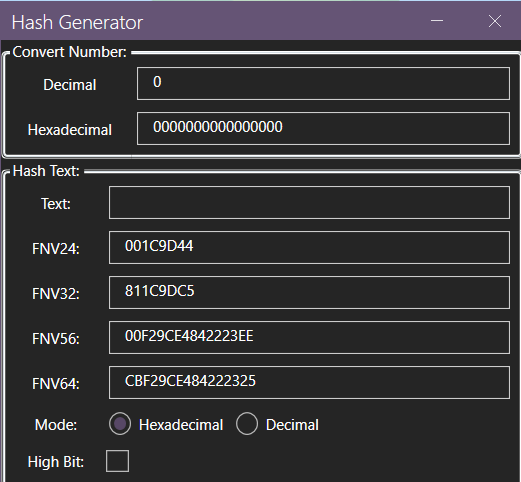 Hash Generator
Convert Number:
Decimal 0
Hexadecimal 0000000000000000
Hash Text:
Text:
FNV24: 001C9D44
FNV32: 811C9DC5
FNV56: 00F29CE4842223EE
FNV64: CBF29CE484222325
Mode: Hexadecimal Decimal
High Bit: